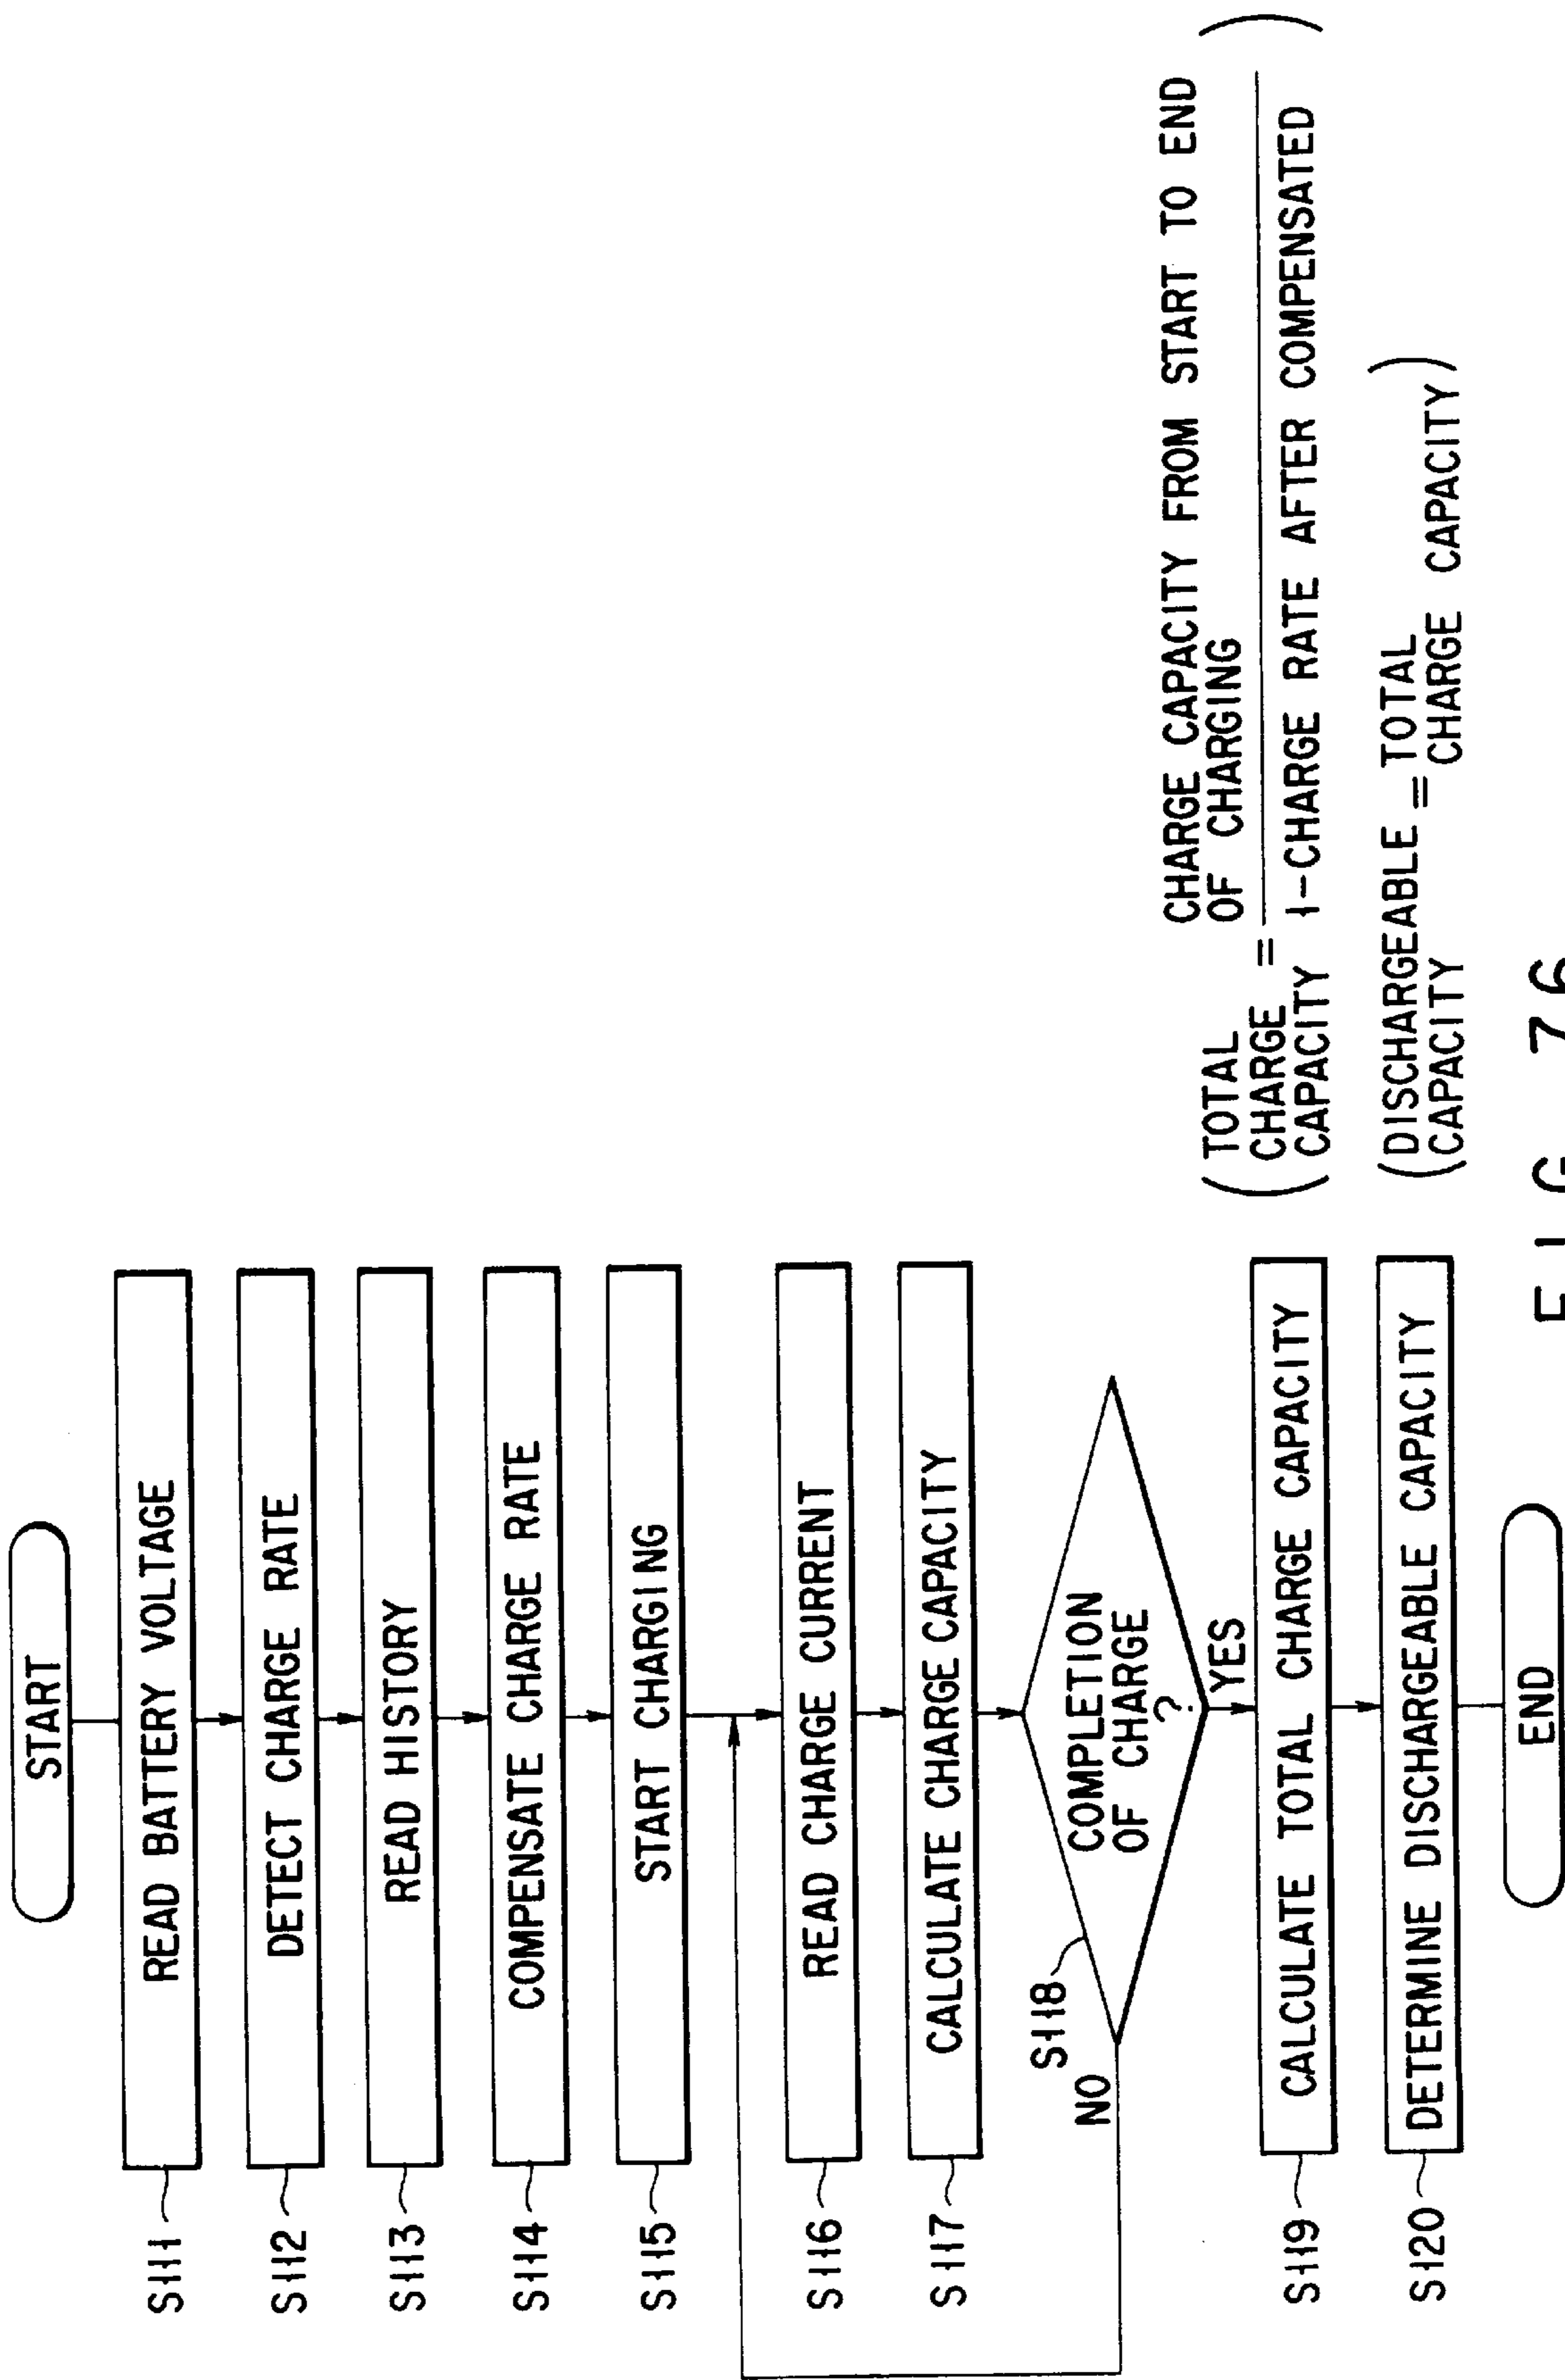 START
S111
READ BATTERY VOLTAGE
S112
DETECT CHARGE RATE
S113
READ HISTORY
S114
COMPENSATE CHARGE RATE
S115
START CHARGING
S116
READ CHARGE CURRENT
S117
CALCULATE CHARGE CAPACITY
S118
COMPLETION
OF CHARGE
?
NO
YES
S119
CALCULATE TOTAL CHARGE CAPACITY
(TOTAL
CHARGE =
CAPACITY
CHARGE CAPACITY FROM START TO END
OF CHARGING
1-CHARGE RATE AFTER COMPENSATED)
S120
DETERMINE DISCHARGEABLE CAPACITY
(DISCHARGEABLE = TOTAL
CAPACITY CHARGE CAPACITY)
END
FIG. 76